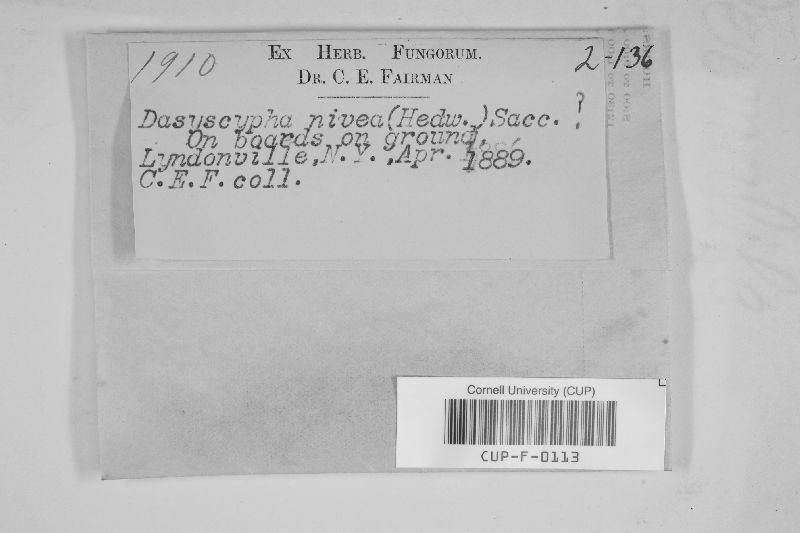 1910
Ex Herb. Fungorum.
2-136
Dr. C. E. Fairman
Dasyscypha nivea(Hedw.)Sacc. ?
On boards on ground,
Lyndonville,N.Y.,Apr. 1889.
C.E.F.coll.
Cornell University (CUP)
CUP-F-0113